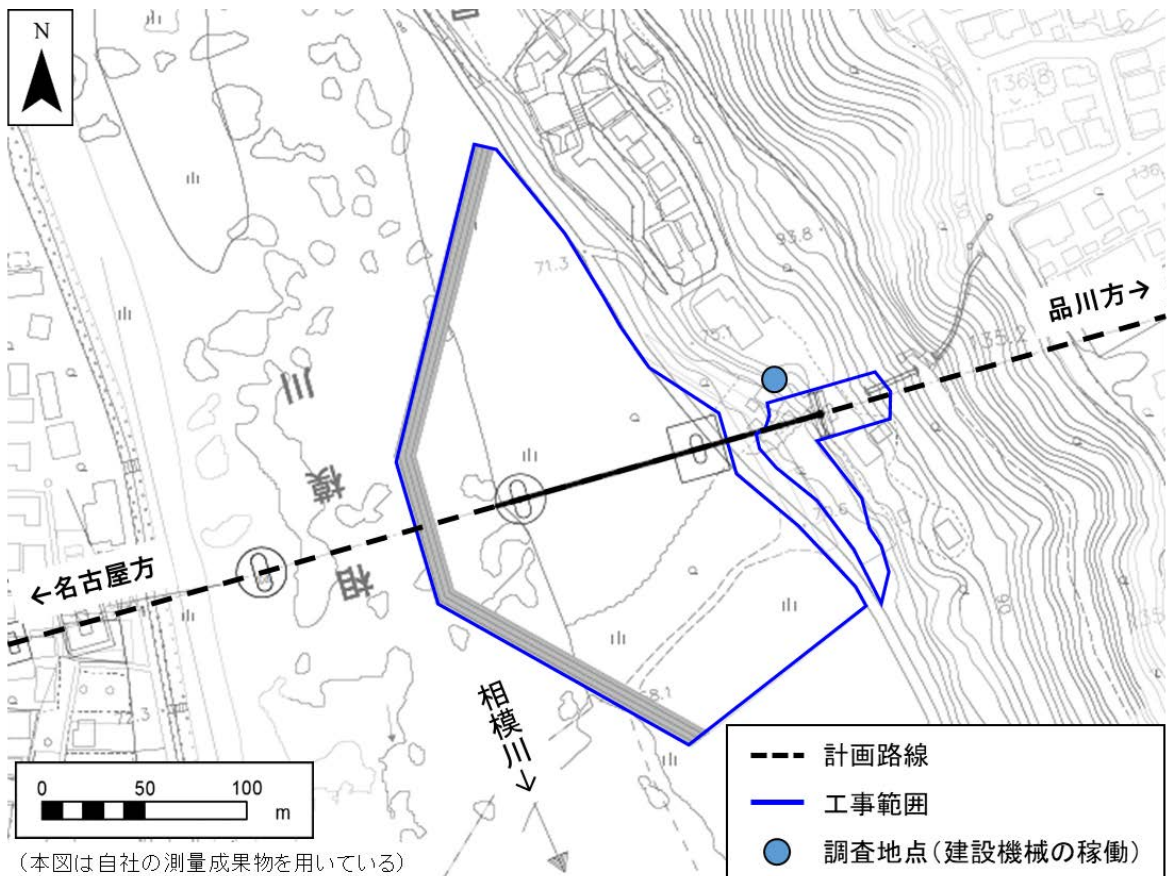 N
136.8
136
93.8
71.3
品川方→
135.2
川
模
相
←名古屋方
相模川→
0 50 100
m
計画路線
工事範囲
調査地点（建設機械の稼働）
（本図は自社の測量成果物を用いている）